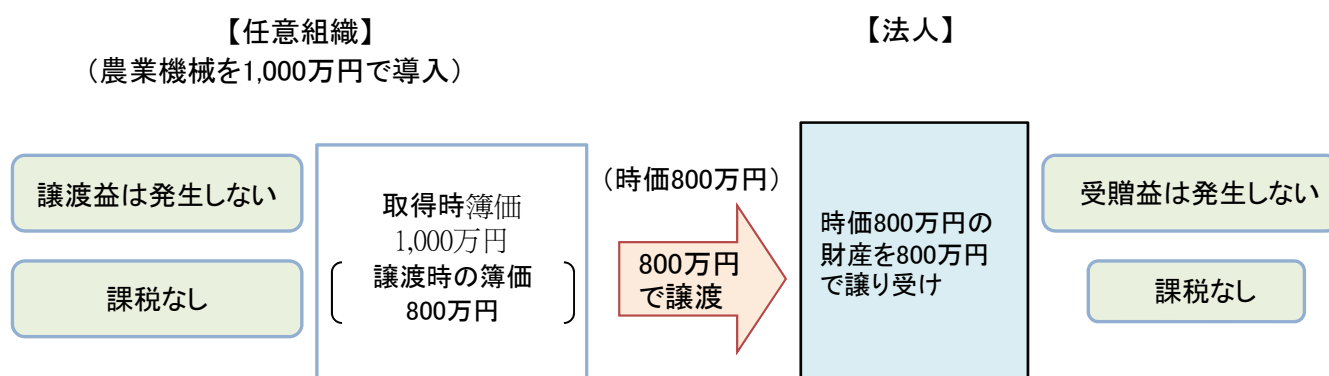 【任意組織】
(農業機械を1,000万円で導入)
【法人】
譲渡益は発生しない
課税なし
取得時簿価
1,000万円
譲渡時の簿価
800万円
(時価800万円)
800万円
で譲渡
時価800万円の
財産を800万円
で譲り受け
受贈益は発生しない
課税なし